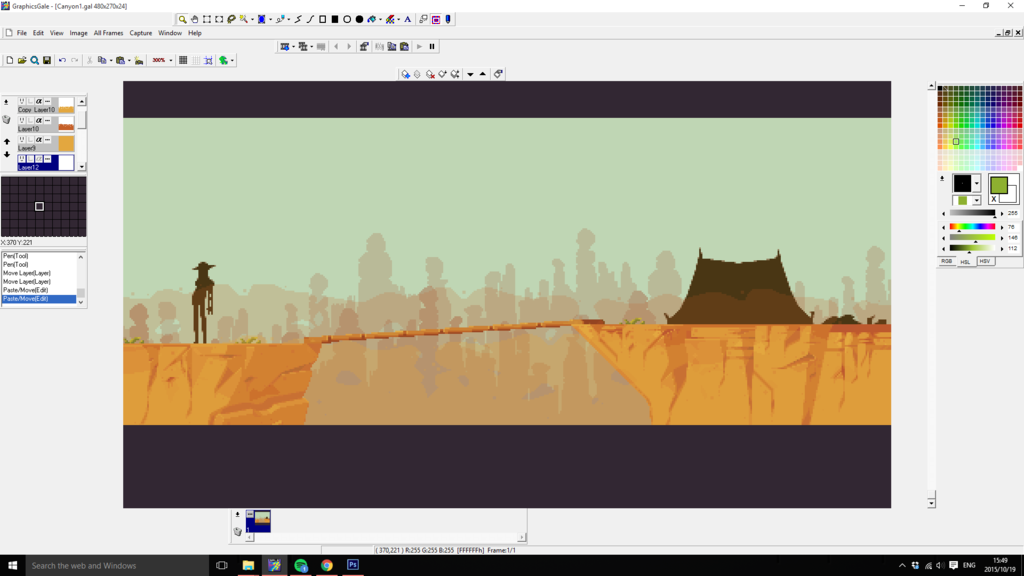 GraphicsGale - [Canyon1.gal 480x270x24]
File Edit View Image All Frames Capture Window Help
300%
Copy Layer10
Layer10
Layer9
Layer12
X:370 Y:221
Pen(Tool)
Pen(Tool)
Move Layer(Layer)
Move Layer(Layer)
Paste/Move(Edit)
Paste/Move(Edit)
X
255
76
146
112
RGB HSL HSV
1
( 370,221 ) R:255 G:255 B:255 [FFFFFFh] Frame:1/1
Search the web and Windows
ENG
15:49
2015/10/19